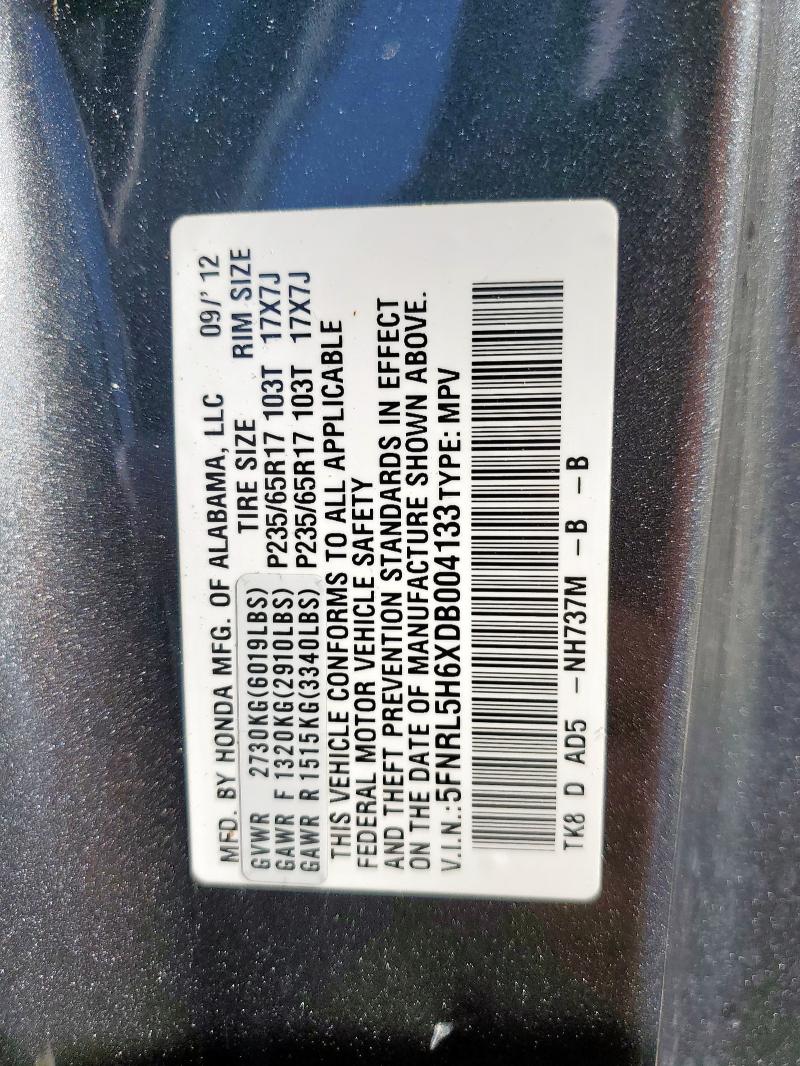 MFD. BY HONDA MFG. OF ALABAMA, LLC 09/' 12
TIRE SIZE RIM SIZE
GVWR 2730KG(6019LBS)
GAWR F 1320KG(2910LBS) P235/65R17 103T 17X7J
GAWR R 1515KG(3340LBS) P235/65R17 103T 17X7J
THIS VEHICLE CONFORMS TO ALL APPLICABLE
FEDERAL MOTOR VEHICLE SAFETY
AND THEFT PREVENTION STANDARDS IN EFFECT
ON THE DATE OF MANUFACTURE SHOWN ABOVE.
V.I.N.:5FNRL5H6XDB004133TYPE: MPV
TK8 D AD5 -NH737M -B -B